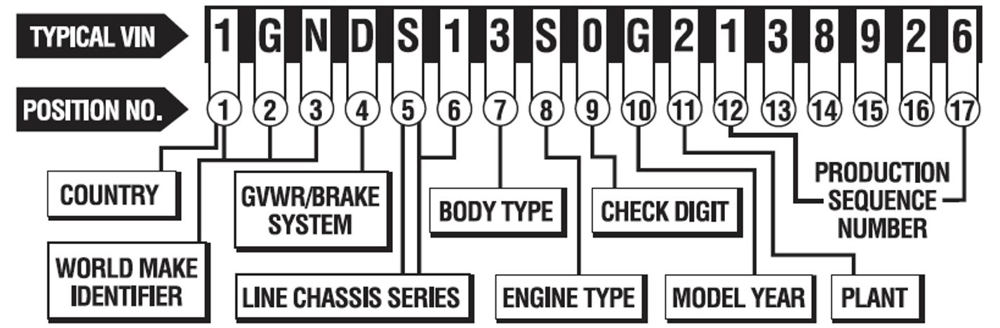 TYPICAL VIN 1 G N D S 1 3 S 0 G 2 1 3 8 9 2 6
POSITION NO. 1 2 3 4 5 6 7 8 9 10 11 12 13 14 15 16 17
COUNTRY
WORLD MAKE
IDENTIFIER
GVWR/BRAKE
SYSTEM
LINE CHASSIS SERIES
BODY TYPE
ENGINE TYPE
CHECK DIGIT
MODEL YEAR
PLANT
PRODUCTION
SEQUENCE
NUMBER